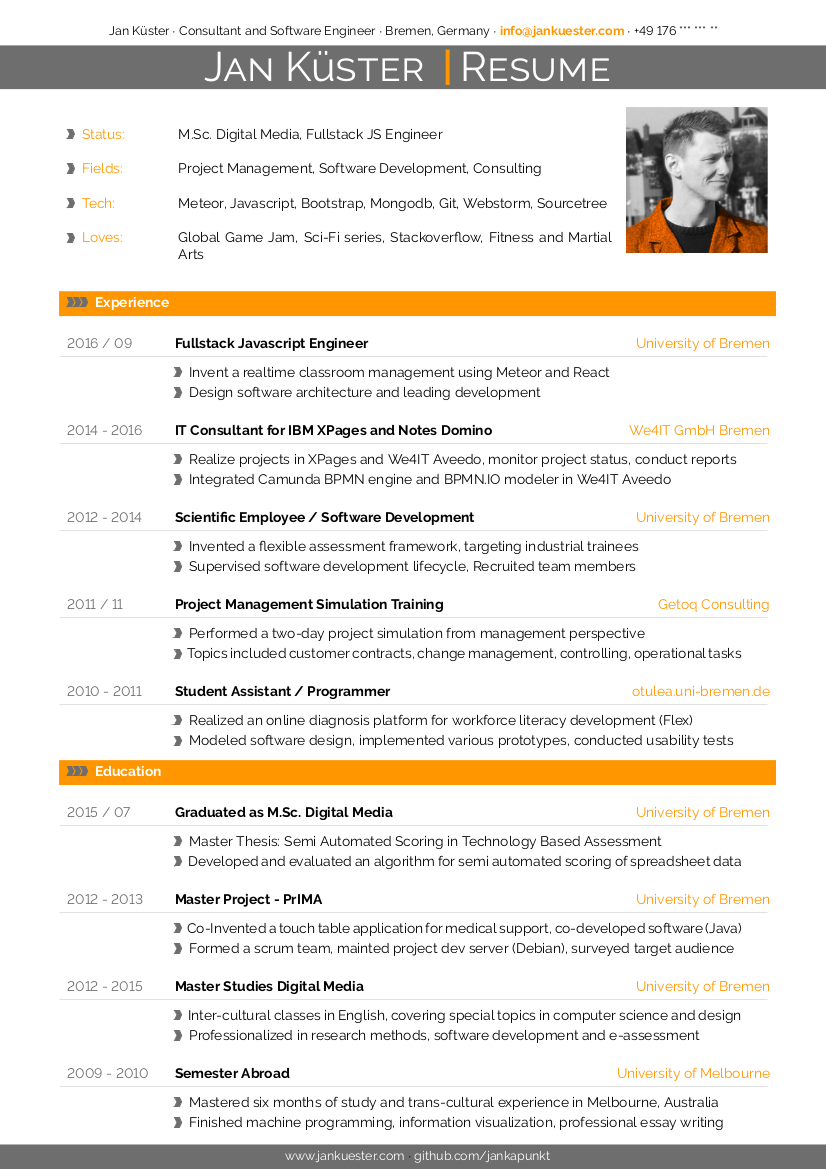 Jan Küster · Consultant and Software Engineer · Bremen, Germany · info@jankuester.com · +49 176 *** *** **
Jan Küster | Resume
Status: M.Sc. Digital Media, Fullstack JS Engineer
Fields: Project Management, Software Development, Consulting
Tech: Meteor, Javascript, Bootstrap, Mongodb, Git, Webstorm, Sourcetree
Loves: Global Game Jam, Sci-Fi series, Stackoverflow, Fitness and Martial
Arts
Experience
2016 / 09 Fullstack Javascript Engineer University of Bremen
Invent a realtime classroom management using Meteor and React
Design software architecture and leading development
2014 - 2016 IT Consultant for IBM XPages and Notes Domino We4IT GmbH Bremen
Realize projects in XPages and We4IT Aveedo, monitor project status, conduct reports
Integrated Camunda BPMN engine and BPMN.IO modeler in We4IT Aveedo
2012 - 2014 Scientific Employee / Software Development University of Bremen
Invented a flexible assessment framework, targeting industrial trainees
Supervised software development lifecycle, Recruited team members
2011 / 11 Project Management Simulation Training Getoq Consulting
Performed a two-day project simulation from management perspective
Topics included customer contracts, change management, controlling, operational tasks
2010 - 2011 Student Assistant / Programmer otulea.uni-bremen.de
Realized an online diagnosis platform for workforce literacy development (Flex)
Modeled software design, implemented various prototypes, conducted usability tests
Education
2015 / 07 Graduated as M.Sc. Digital Media University of Bremen
Master Thesis: Semi Automated Scoring in Technology Based Assessment
Developed and evaluated an algorithm for semi automated scoring of spreadsheet data
2012 - 2013 Master Project - PrIMA University of Bremen
Co-Invented a touch table application for medical support, co-developed software (Java)
Formed a scrum team, mainted project dev server (Debian), surveyed target audience
2012 - 2015 Master Studies Digital Media University of Bremen
Inter-cultural classes in English, covering special topics in computer science and design
Professionalized in research methods, software development and e-assessment
2009 - 2010 Semester Abroad University of Melbourne
Mastered six months of study and trans-cultural experience in Melbourne, Australia
Finished machine programming, information visualization, professional essay writing
www.jankuester.com · github.com/jankapunkt